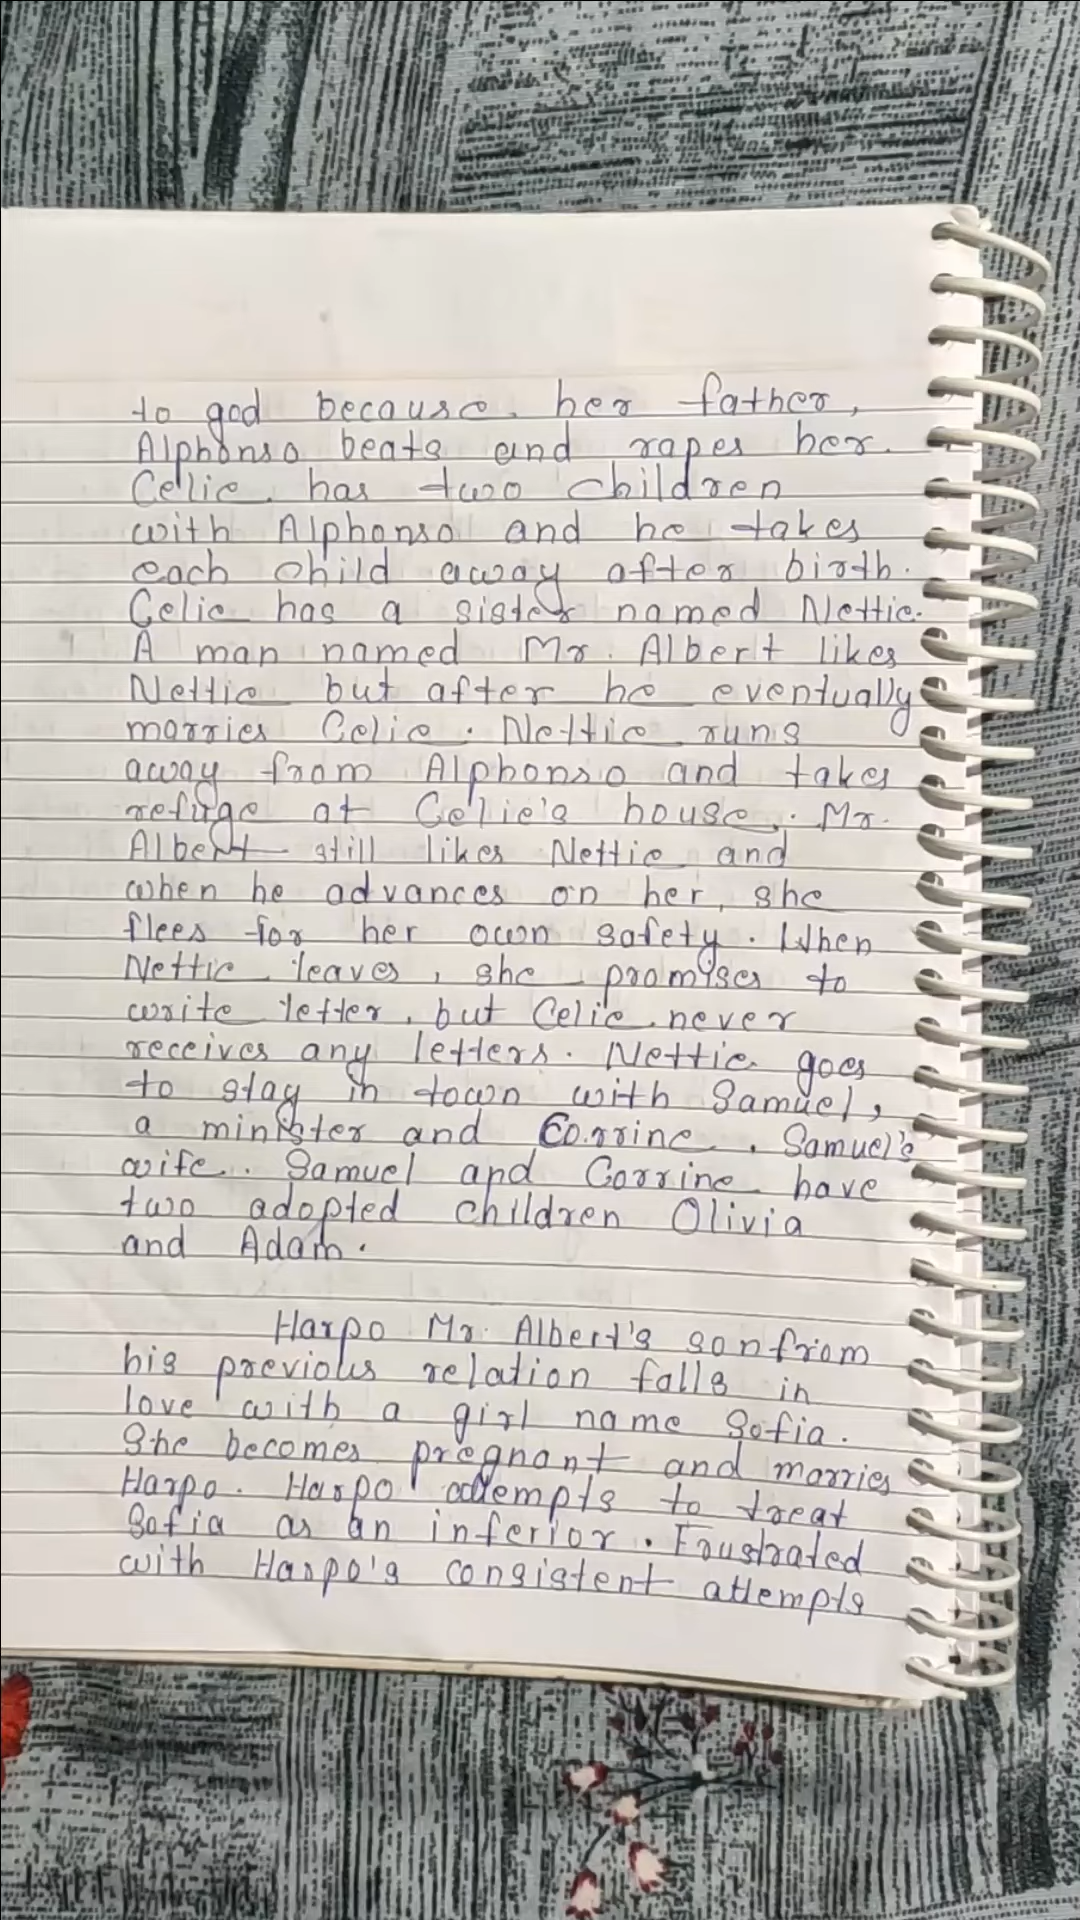 to god because her father,
Alphonso beats and rapes her.
Celie has two children
with Alphonso and he takes
each child away after birth.
Celie has a sister named Nettie.
A man named Mr. Albert likes
Nettie but after he eventually
marries Celie. Nettie runs
away from Alphonso and takes
refuge at Celie's house. Mr.
Albert still likes Nettie and
when he advances on her, she
flees for her own safety. When
Nettie leaves, she promises to
write letter, but Celie never
receives any letters. Nettie goes
to stay in town with Samuel,
a minister and Corrine, Samuel's
wife. Samuel and Corrine have
two adopted children Olivia
and Adam.
Harpo Mr. Albert's son from
his previous relation falls in
love with a girl name Sofia.
She becomes pregnant and marries
Harpo. Harpo attempts to treat
Sofia as an inferior. Frustrated
with Harpo's consistent attempts